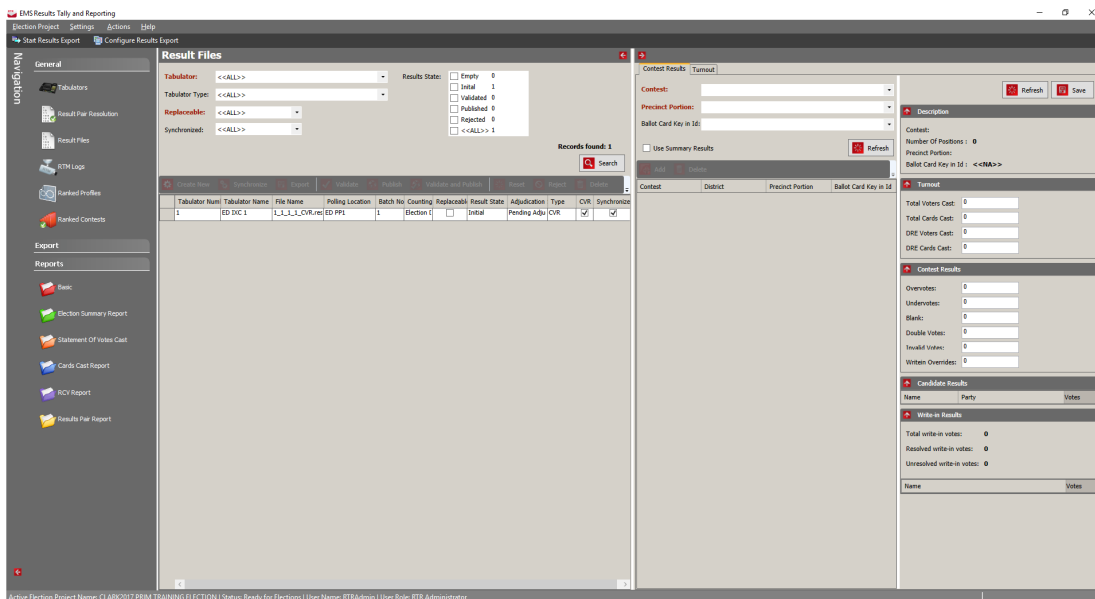 EMS Results Tally and Reporting
Election Project Settings Actions Help
Start Results Export Configure Results Export
Navigation
General
Tabulators
Result Pair Resolution
Result Files
RTM Logs
Ranked Profiles
Ranked Contests
Export
Reports
Basic
Election Summary Report
Statement Of Votes Cast
Cards Cast Report
RCV Report
Results Pair Report
Result Files
Tabulator: <<ALL>>
Tabulator Type: <<ALL>>
Replaceable: <<ALL>>
Synchronized: <<ALL>>
Results State:
Empty 0
Initial 1
Validated 0
Published 0
Rejected 0
<<ALL>> 1
Records found: 1
Search
Create New Synchronize Export Validate Publish Validate and Publish Reset Reject Delete
Tabulator Num Tabulator Name File Name Polling Location Batch No Counting Replaceabl Result State Adjudication Type CVR Synchronize
1 ED IXC 1 1_1_1_1_CVR.res ED PP1 1 Election I Initial Pending Adju CVR
Contest Results Turnout
Contest:
Precinct Portion:
Ballot Card Key in Id:
Use Summary Results
Refresh
Add Delete
Contest District Precinct Portion Ballot Card Key in Id
Refresh Save
Description
Contest:
Number Of Positions : 0
Precinct Portion:
Ballot Card Key in Id : <<NA>>
Turnout
Total Voters Cast: 0
Total Cards Cast: 0
DRE Voters Cast: 0
DRE Cards Cast: 0
Contest Results
Overvotes: 0
Undervotes: 0
Blank: 0
Double Votes: 0
Invalid Votes: 0
Writein Overrides: 0
Candidate Results
Name Party Votes
Write-in Results
Total write-in votes: 0
Resolved write-in votes: 0
Unresolved write-in votes: 0
Name Votes
Active Election Project Name: CLARK2017 PRIM TRAINING ELECTION | Status: Ready for Elections | User Name: RTRAdmin | User Role: RTR Administrator